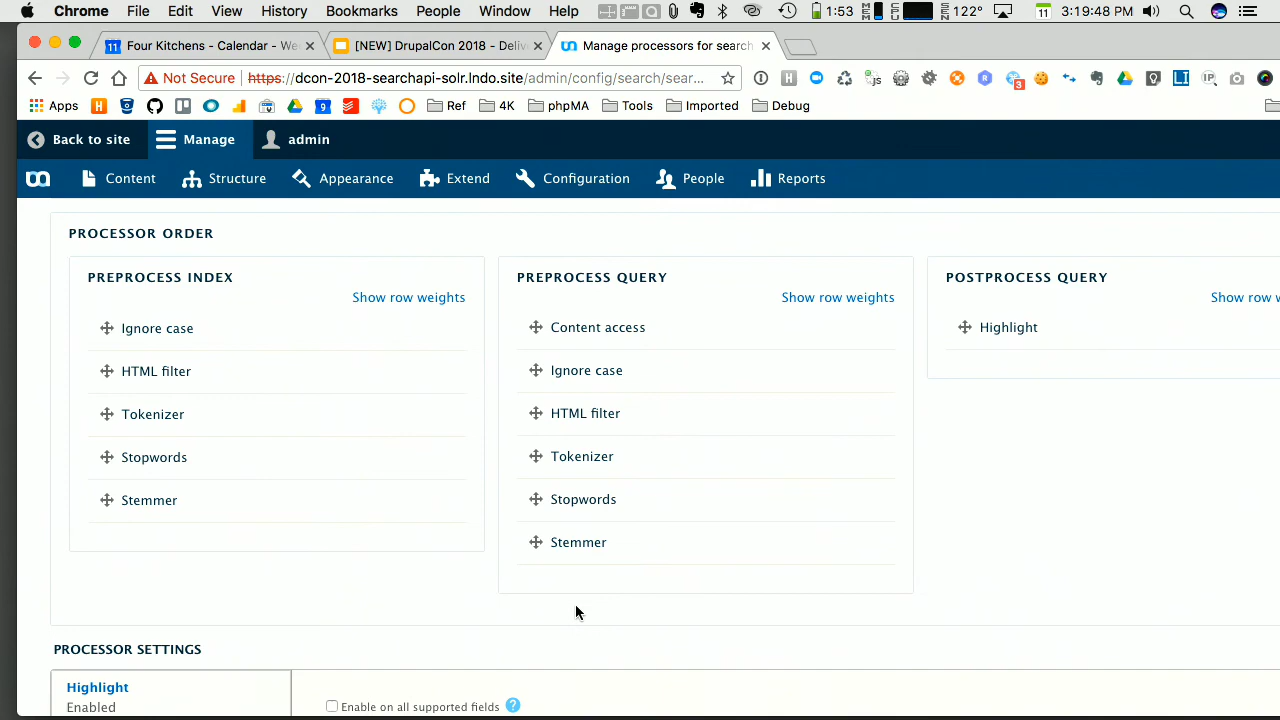 Chrome File Edit View History Bookmarks People Window Help 1:53 MEM CPU SEN 122° 11 3:19:48 PM
11 Four Kitchens - Calendar - We [NEW] DrupalCon 2018 - Deliv Manage processors for search
Not Secure https://dcon-2018-searchapi-solr.lndo.site/admin/config/search/sear...
Apps Ref 4K phpMA Tools Imported Debug
Back to site Manage admin
Content Structure Appearance Extend Configuration People Reports
PROCESSOR ORDER
PREPROCESS INDEX
Show row weights
Ignore case
HTML filter
Tokenizer
Stopwords
Stemmer
PREPROCESS QUERY
Show row weights
Content access
Ignore case
HTML filter
Tokenizer
Stopwords
Stemmer
POSTPROCESS QUERY
Show row
Highlight
PROCESSOR SETTINGS
Highlight
Enabled
Enable on all supported fields ?